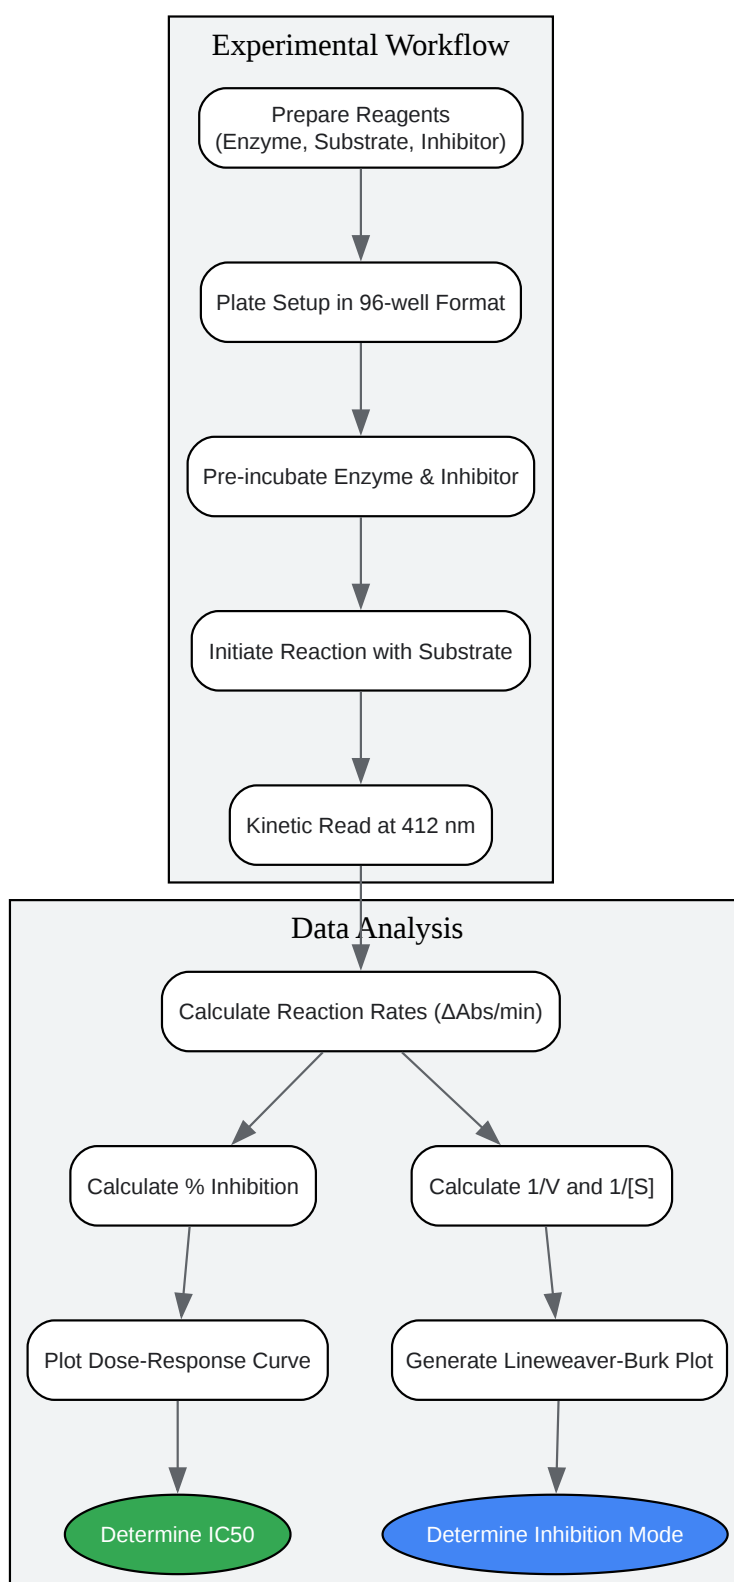 Experimental Workflow
Prepare Reagents
(Enzyme, Substrate, Inhibitor)
Plate Setup in 96-well Format
Pre-incubate Enzyme & Inhibitor
Initiate Reaction with Substrate
Kinetic Read at 412 nm
Data Analysis
Calculate Reaction Rates (ΔAbs/min)
Calculate % Inhibition
Calculate 1/V and 1/[S]
Plot Dose-Response Curve
Generate Lineweaver-Burk Plot
Determine IC50
Determine Inhibition Mode